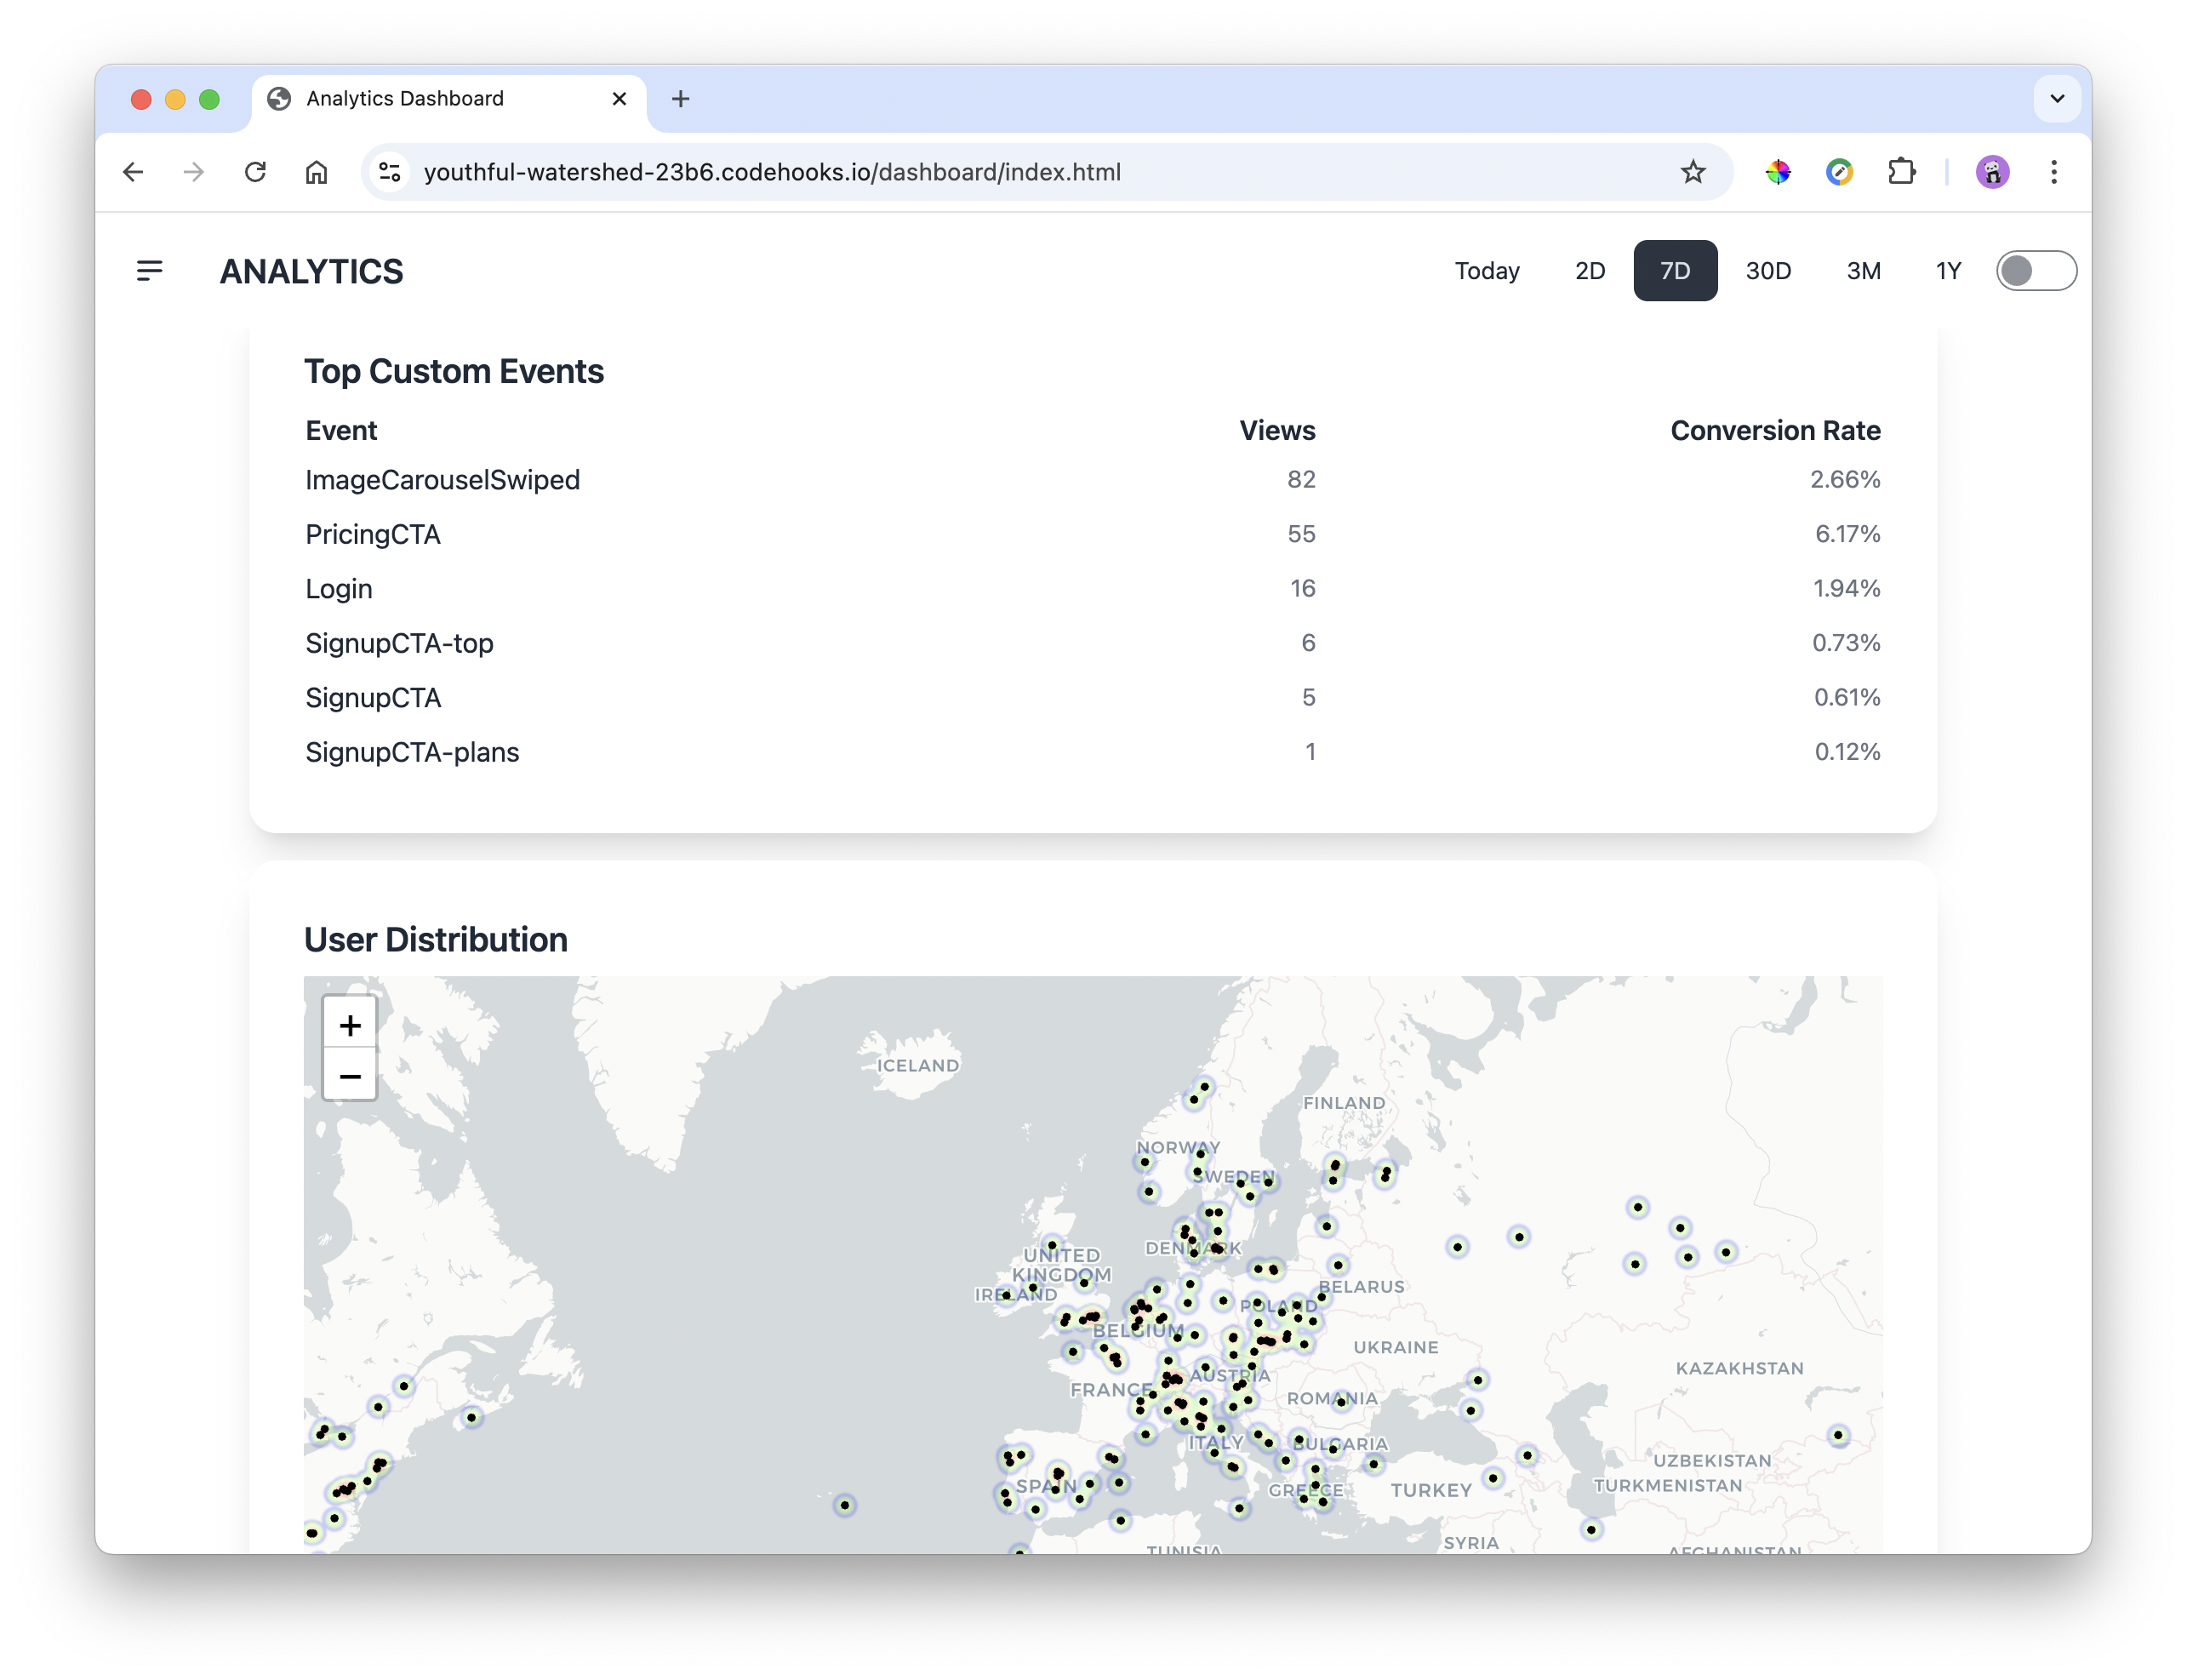 Analytics Dashboard
youthful-watershed-23b6.codehooks.io/dashboard/index.html
ANALYTICS
Today 2D 7D 30D 3M 1Y
Top Custom Events
Event Views Conversion Rate
ImageCarouselSwiped 82 2.66%
PricingCTA 55 6.17%
Login 16 1.94%
SignupCTA-top 6 0.73%
SignupCTA 5 0.61%
SignupCTA-plans 1 0.12%
User Distribution
+
−
ICELAND
FINLAND
NORWAY
SWEDEN
DENMARK
UNITED
KINGDOM
IRELAND
BELARUS
POLAND
BELGIUM
UKRAINE
KAZAKHSTAN
AUSTRIA
FRANCE
ROMANIA
ITALY
BULGARIA
UZBEKISTAN
SPAIN
GREECE
TURKEY
TURKMENISTAN
SYRIA
TUNISIA
AFGHANISTAN